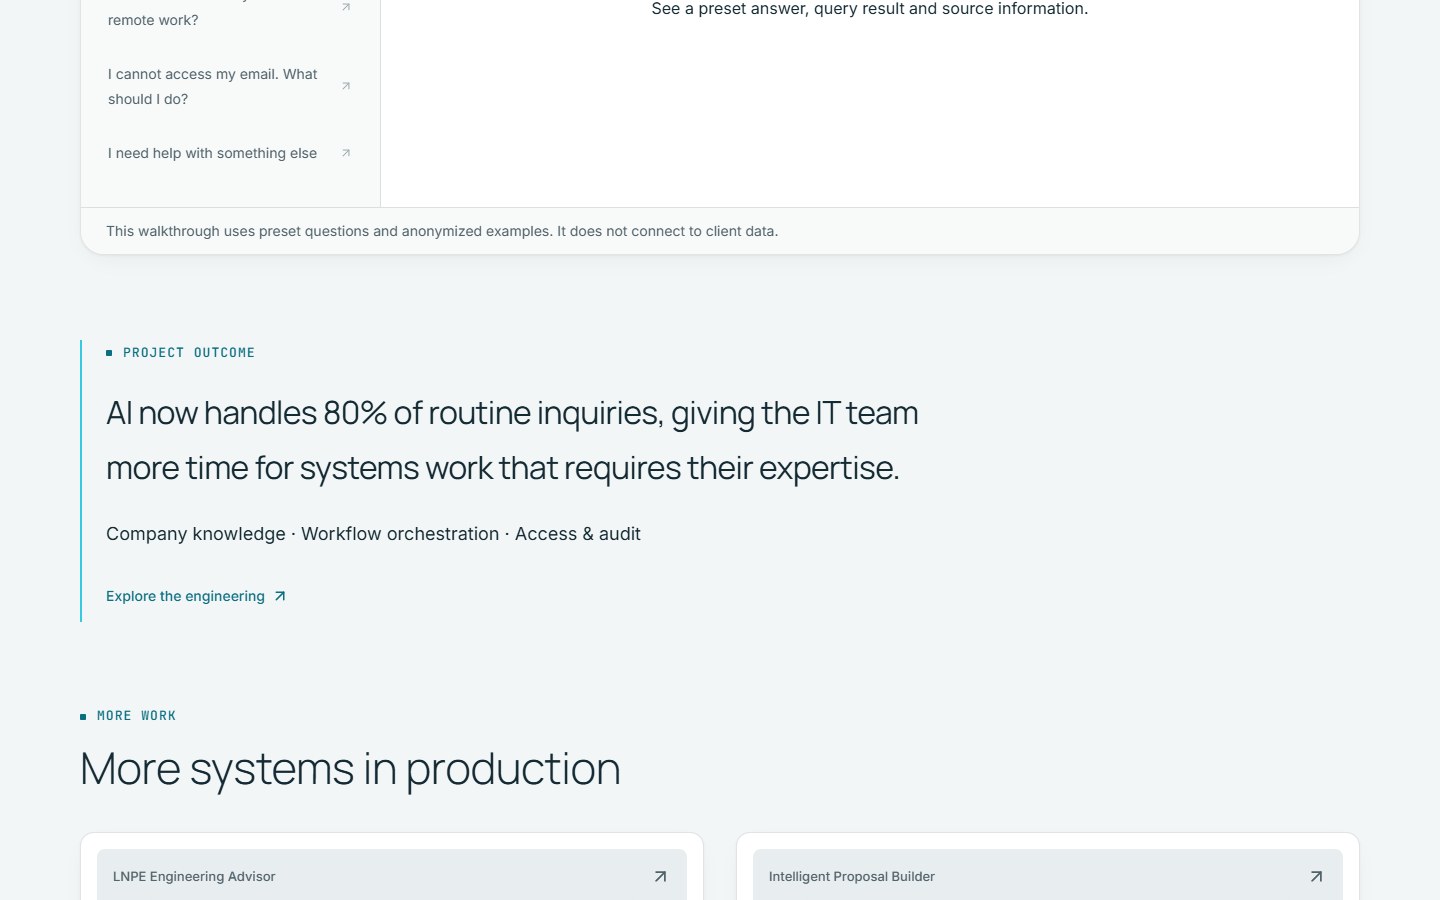 remote work?
See a preset answer, query result and source information.
I cannot access my email. What
should I do?
I need help with something else
This walkthrough uses preset questions and anonymized examples. It does not connect to client data.
PROJECT OUTCOME
AI now handles 80% of routine inquiries, giving the IT team
more time for systems work that requires their expertise.
Company knowledge · Workflow orchestration · Access & audit
Explore the engineering
MORE WORK
More systems in production
LNPE Engineering Advisor
Intelligent Proposal Builder